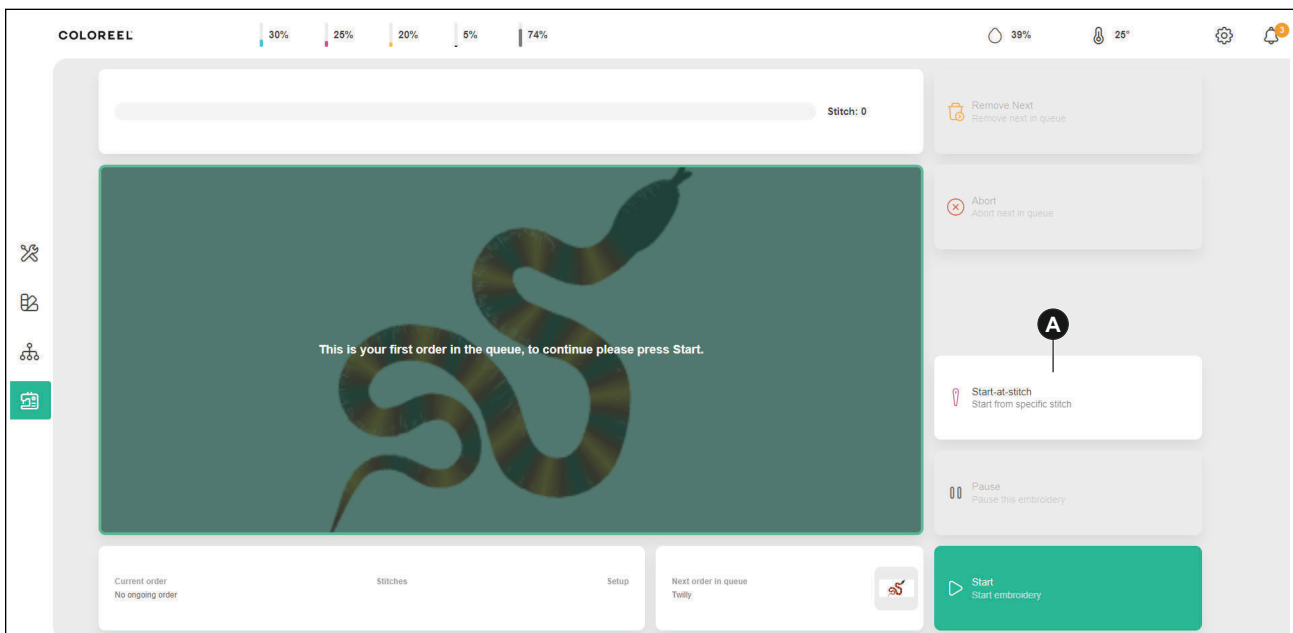 COLOREEL
30%
25%
20%
5%
74%
39%
25°
3
Stitch: 0
Remove Next
Remove next in queue
Abort
Abort next in queue
This is your first order in the queue, to continue please press Start.
A
Start-at-stitch
Start from specific stitch
Pause
Pause this embroidery
Current order
No ongoing order
Stitches
Setup
Next order in queue
Twilly
Start
Start embroidery